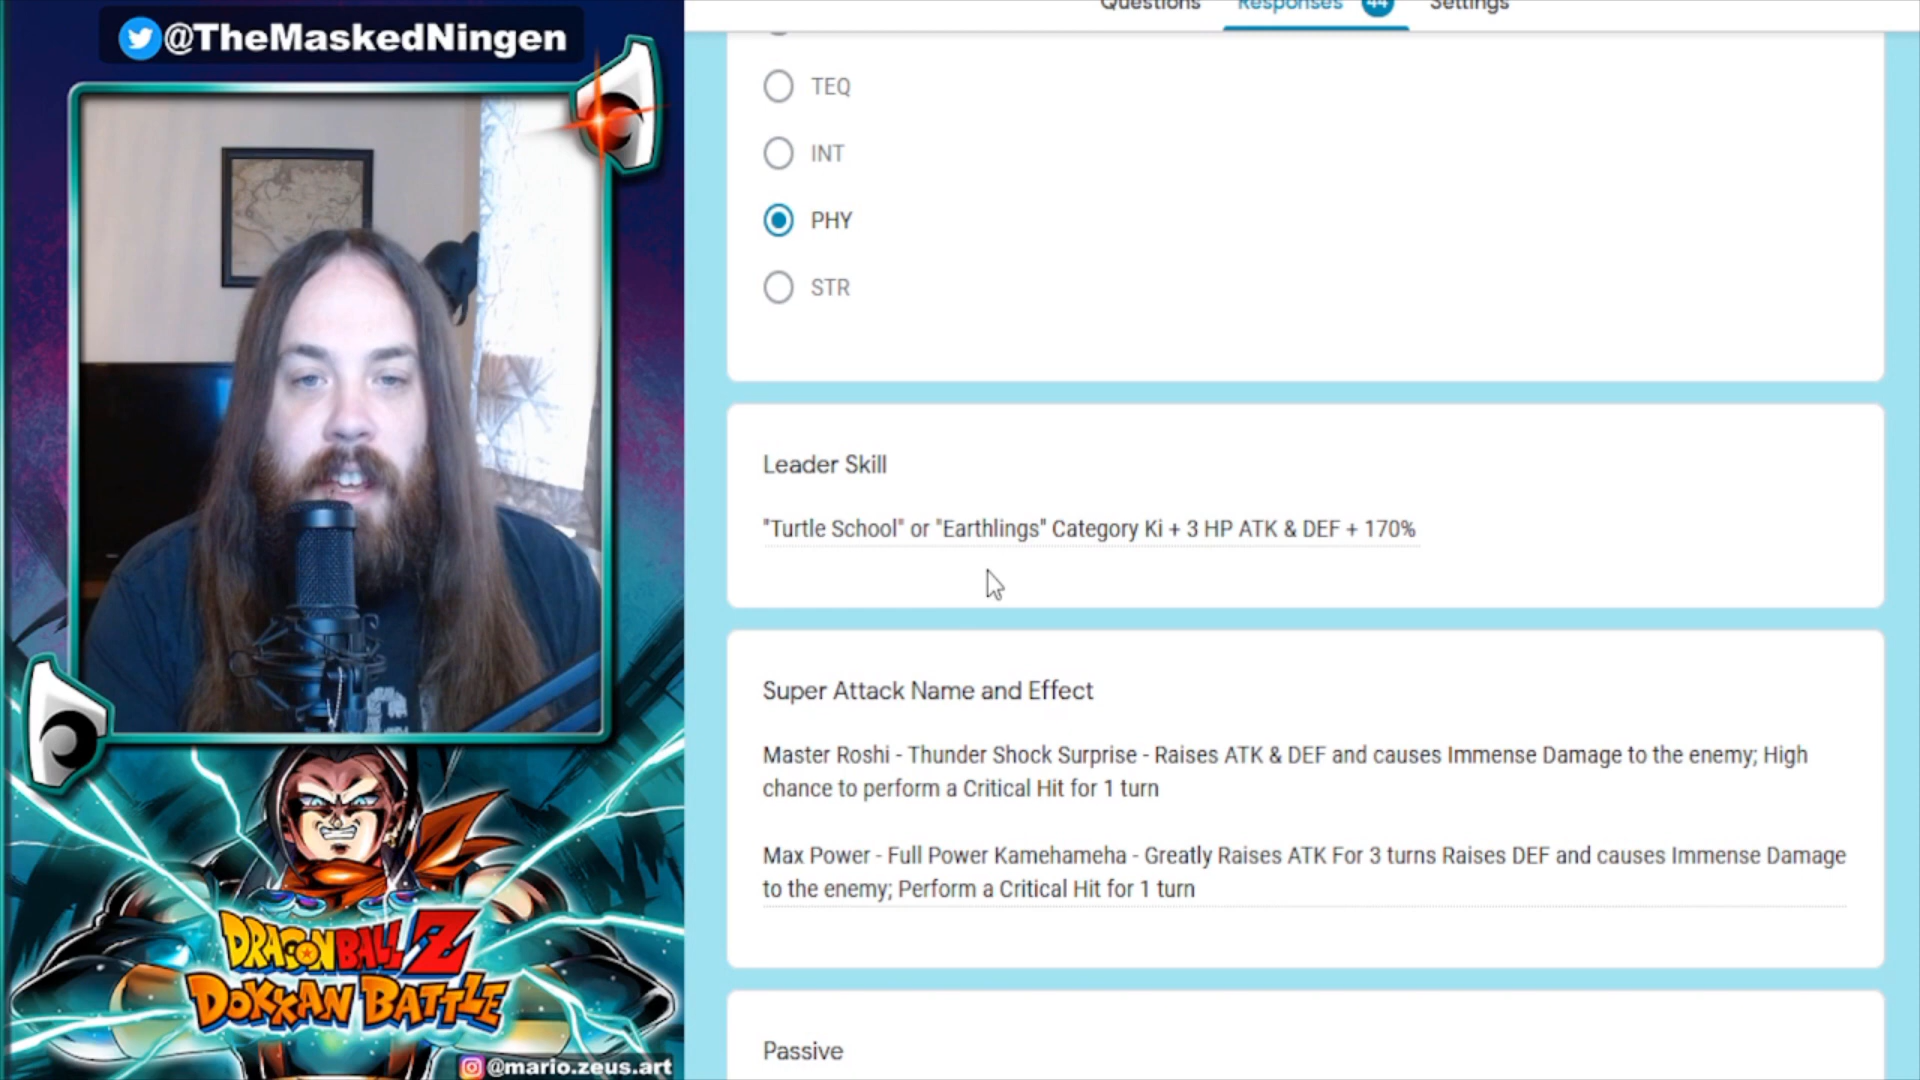 @TheMaskedNingen
Questions
Responses
44
Settings
TEQ
INT
PHY
STR
Leader Skill
"Turtle School" or "Earthlings" Category Ki + 3 HP ATK & DEF + 170%
Super Attack Name and Effect
Master Roshi - Thunder Shock Surprise - Raises ATK & DEF and causes Immense Damage to the enemy; High
chance to perform a Critical Hit for 1 turn
Max Power - Full Power Kamehameha - Greatly Raises ATK For 3 turns Raises DEF and causes Immense Damage
to the enemy; Perform a Critical Hit for 1 turn
Passive
DRAGONBALL Z
DOKKAN BATTLE
@mario.zeus.art